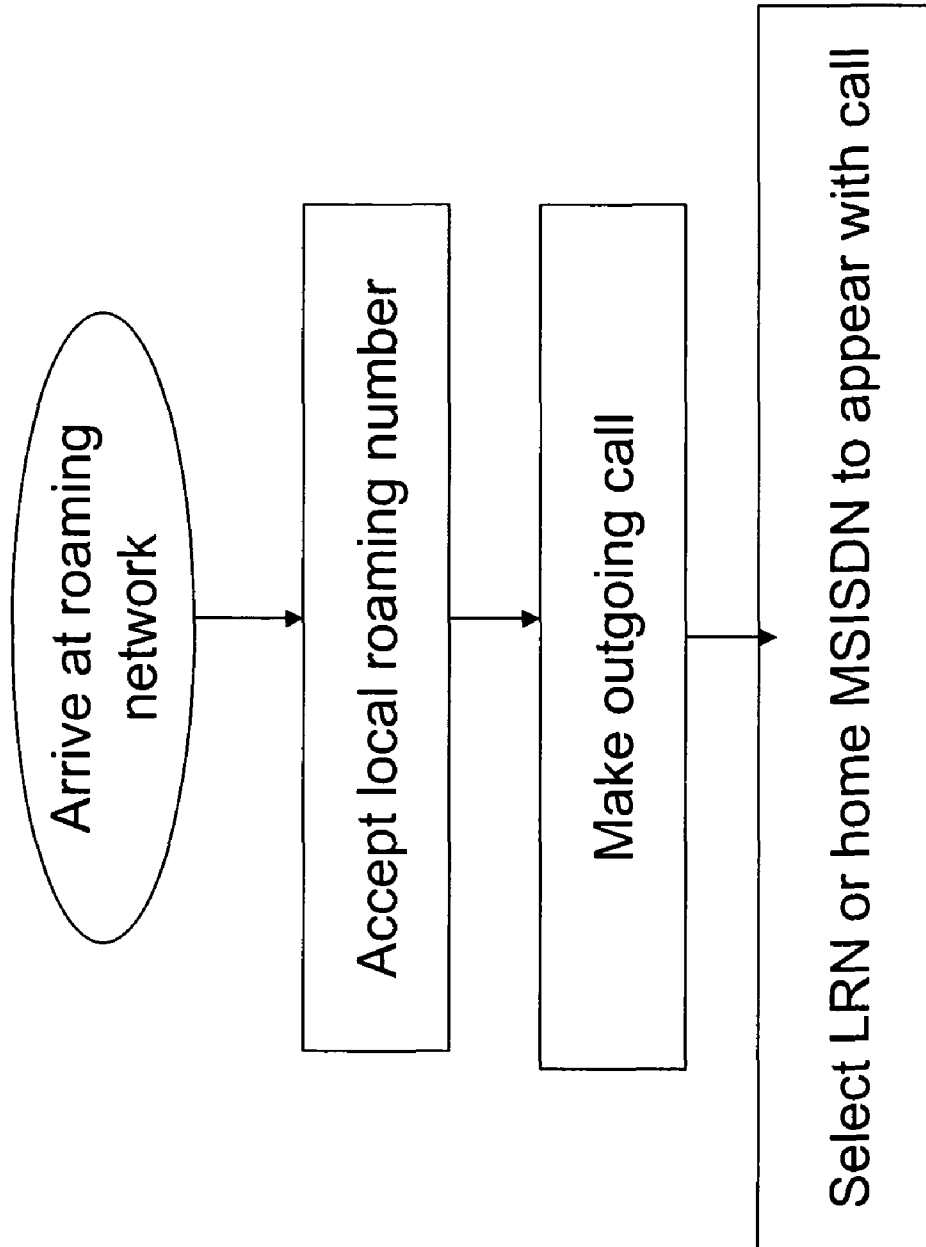 Arrive at roaming
network
Accept local roaming number
Make outgoing call
Select LRN or home MSISDN to appear with call